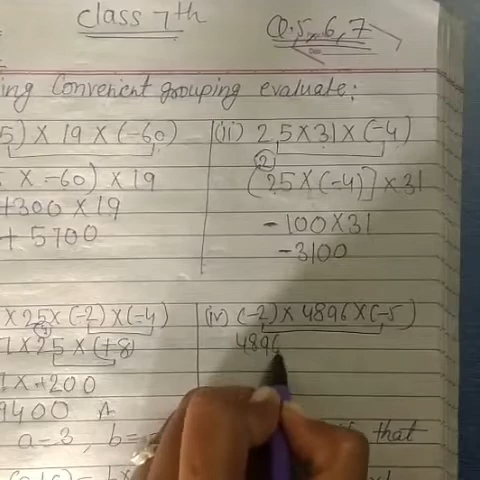 class 7th
Q.5, 6, 7
ing Convenient grouping evaluate:
5) × 19 × (-60)
× -60) × 19
+300 × 19
+ 5700
(ii) 25 × 31 × (-4)
(2)
(25 × (-4)] × 31
- 100 × 31
- 3100
× 25 × (-2) × (-4)
× 25 × (+8)
1 × +200
9400 A
(iv) (-2) × 4896 × (-5)
4896
a = 3, b =
that